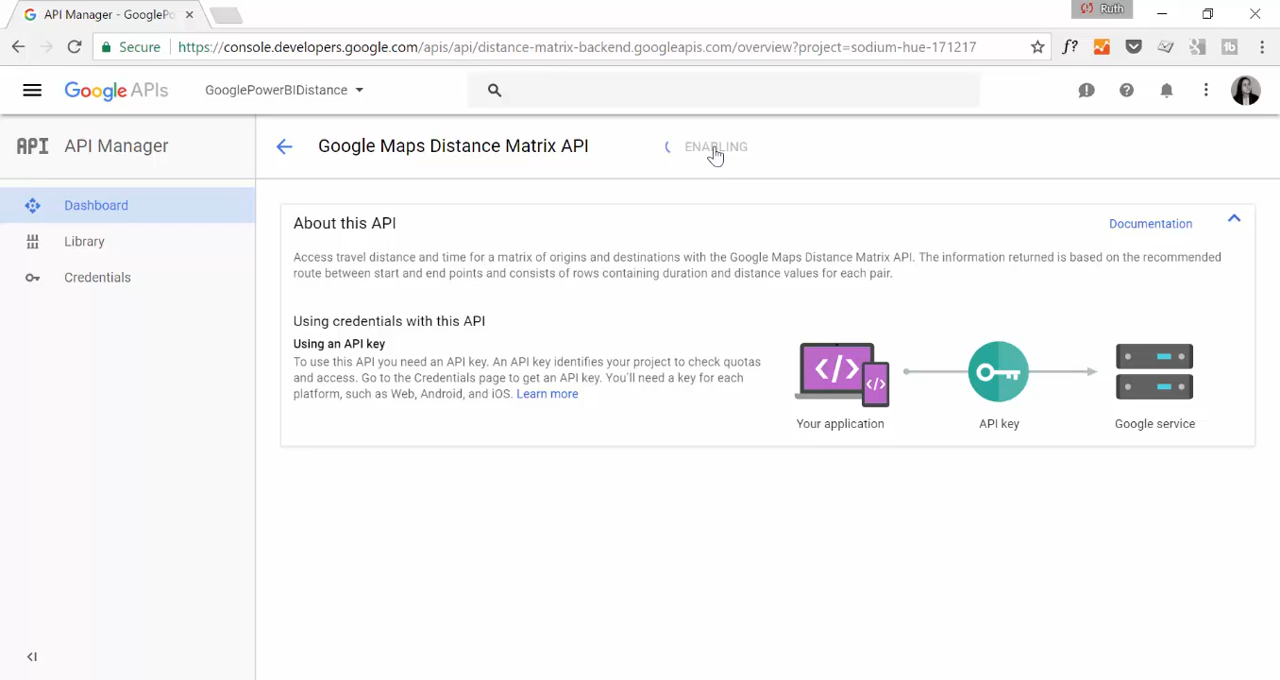 API Manager - GooglePo
Ruth
Secure
https://console.developers.google.com/apis/api/distance-matrix-backend.googleapis.com/overview?project=sodium-hue-171217
f?
Google APIs
GooglePowerBIDistance
API
API Manager
Google Maps Distance Matrix API
ENABLING
Dashboard
Library
Credentials
About this API
Documentation
Access travel distance and time for a matrix of origins and destinations with the Google Maps Distance Matrix API. The information returned is based on the recommended
route between start and end points and consists of rows containing duration and distance values for each pair.
Using credentials with this API
Using an API key
To use this API you need an API key. An API key identifies your project to check quotas
and access. Go to the Credentials page to get an API key. You'll need a key for each
platform, such as Web, Android, and iOS. Learn more
</>
</>
Your application
API key
Google service